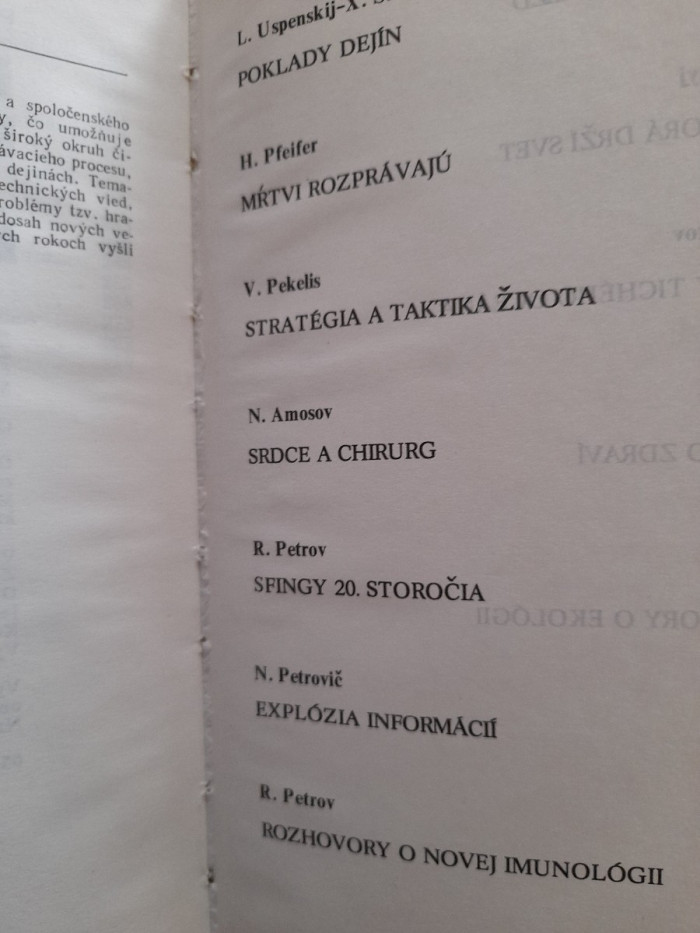 a spoločenského
čo umožňuje
široký okruh či-
ávacieho procesu,
dejinách. Tema-
echnických vied,
roblémy tzv. hra-
dosah nových ve-
ch rokoch vyšli
L. Uspenskij-X.
POKLADY DEJÍN
H. Pfeifer
MŔTVI ROZPRÁVAJÚ
V. Pekelis
STRATÉGIA A TAKTIKA ŽIVOTA
N. Amosov
SRDCE A CHIRURG
R. Petrov
SFINGY 20. STOROČIA
N. Petrovič
EXPLÓZIA INFORMÁCIÍ
R. Petrov
ROZHOVORY O NOVEJ IMUNOLÓGII